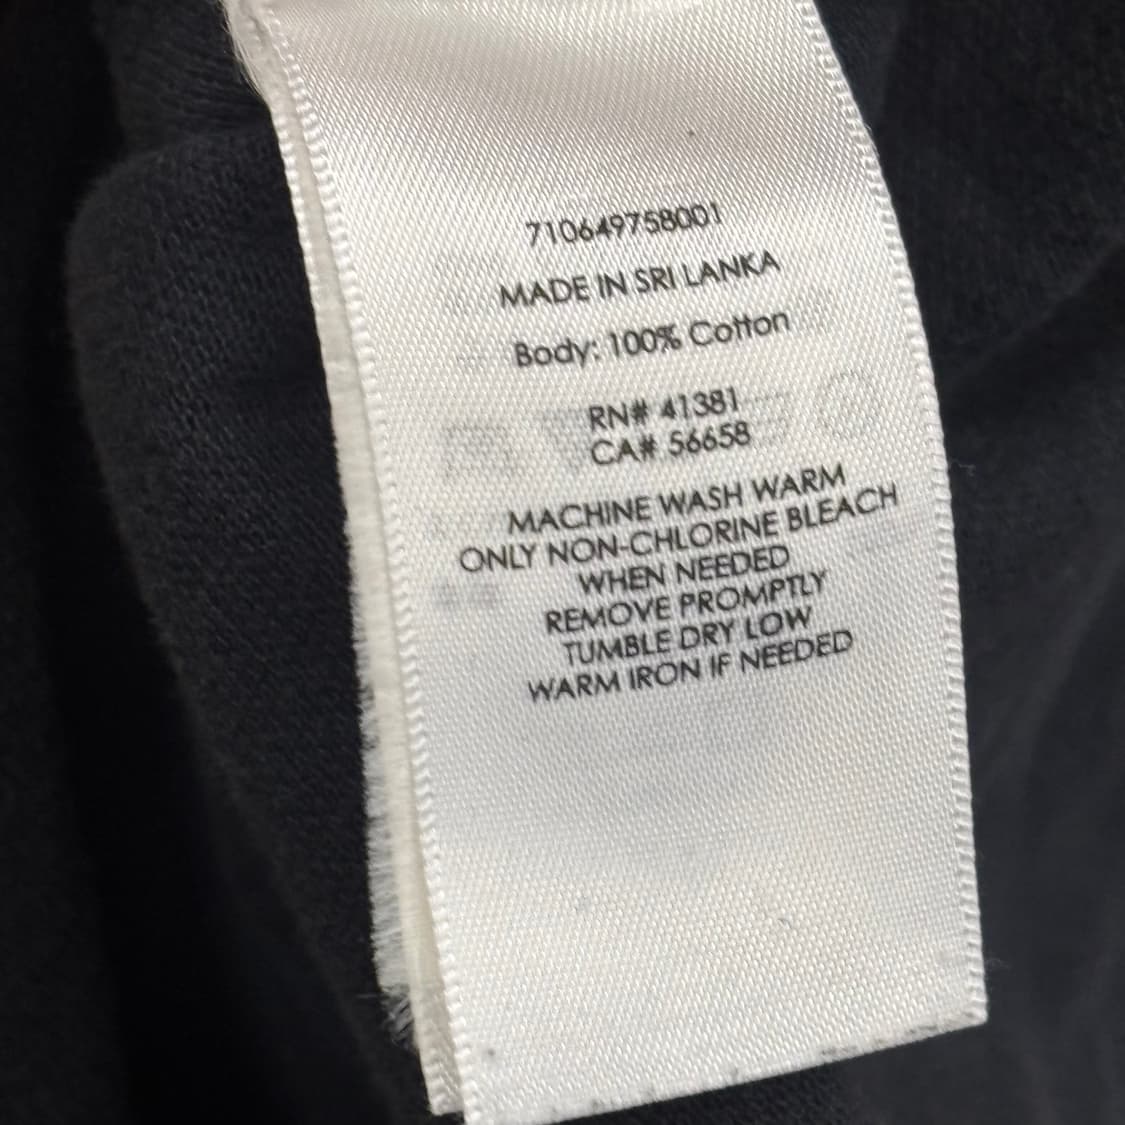 710649758001
MADE IN SRI LANKA
Body: 100% Cotton
RN# 41381
CA# 56658
MACHINE WASH WARM
ONLY NON-CHLORINE BLEACH
WHEN NEEDED
REMOVE PROMPTLY
TUMBLE DRY LOW
WARM IRON IF NEEDED